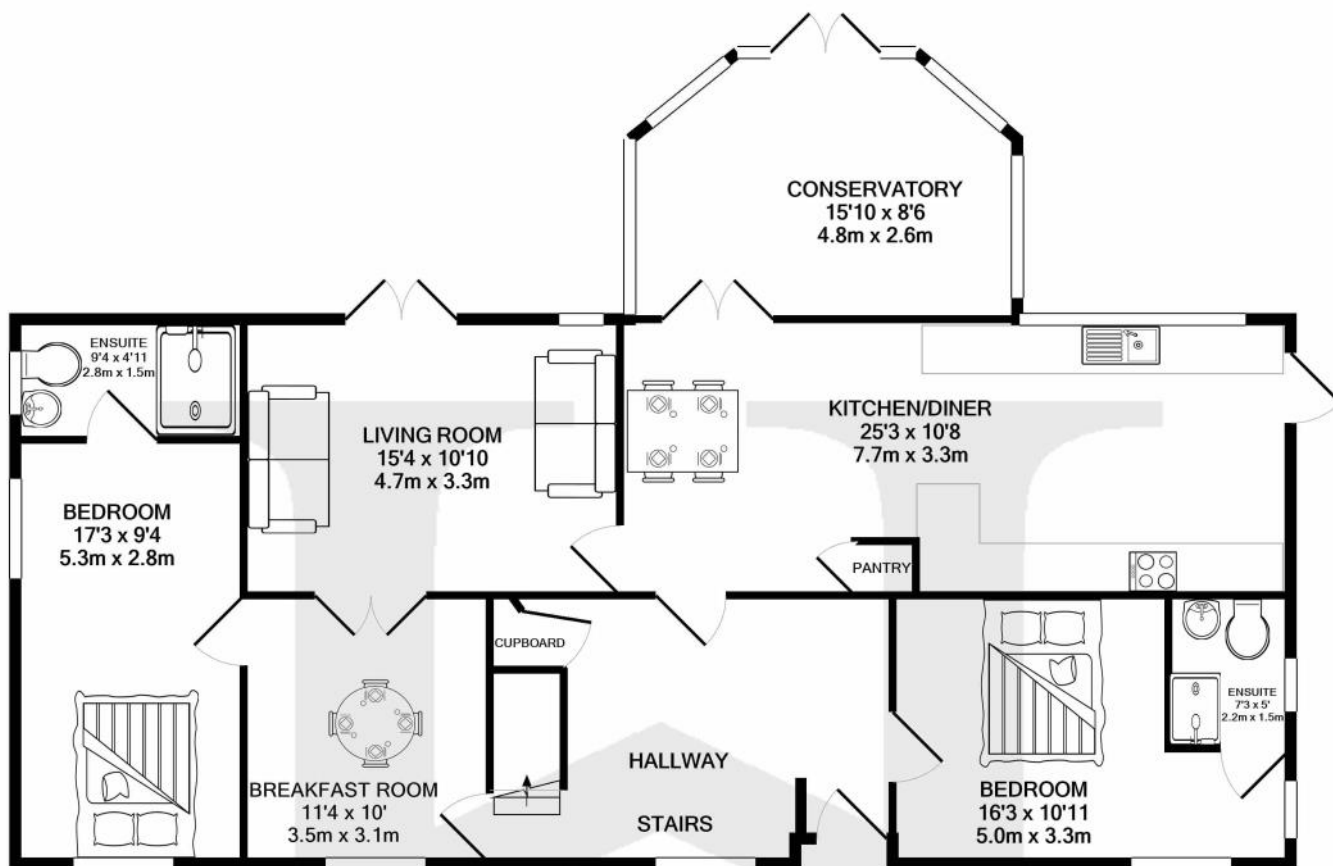 CONSERVATORY
15'10 x 8'6
4.8m x 2.6m
ENSUITE
9'4 x 4'11
2.8m x 1.5m
LIVING ROOM
15'4 x 10'10
4.7m x 3.3m
KITCHEN/DINER
25'3 x 10'8
7.7m x 3.3m
BEDROOM
17'3 x 9'4
5.3m x 2.8m
PANTRY
CUPBOARD
BREAKFAST ROOM
11'4 x 10'
3.5m x 3.1m
HALLWAY
STAIRS
BEDROOM
16'3 x 10'11
5.0m x 3.3m
ENSUITE
7'3 x 5'
2.2m x 1.5m